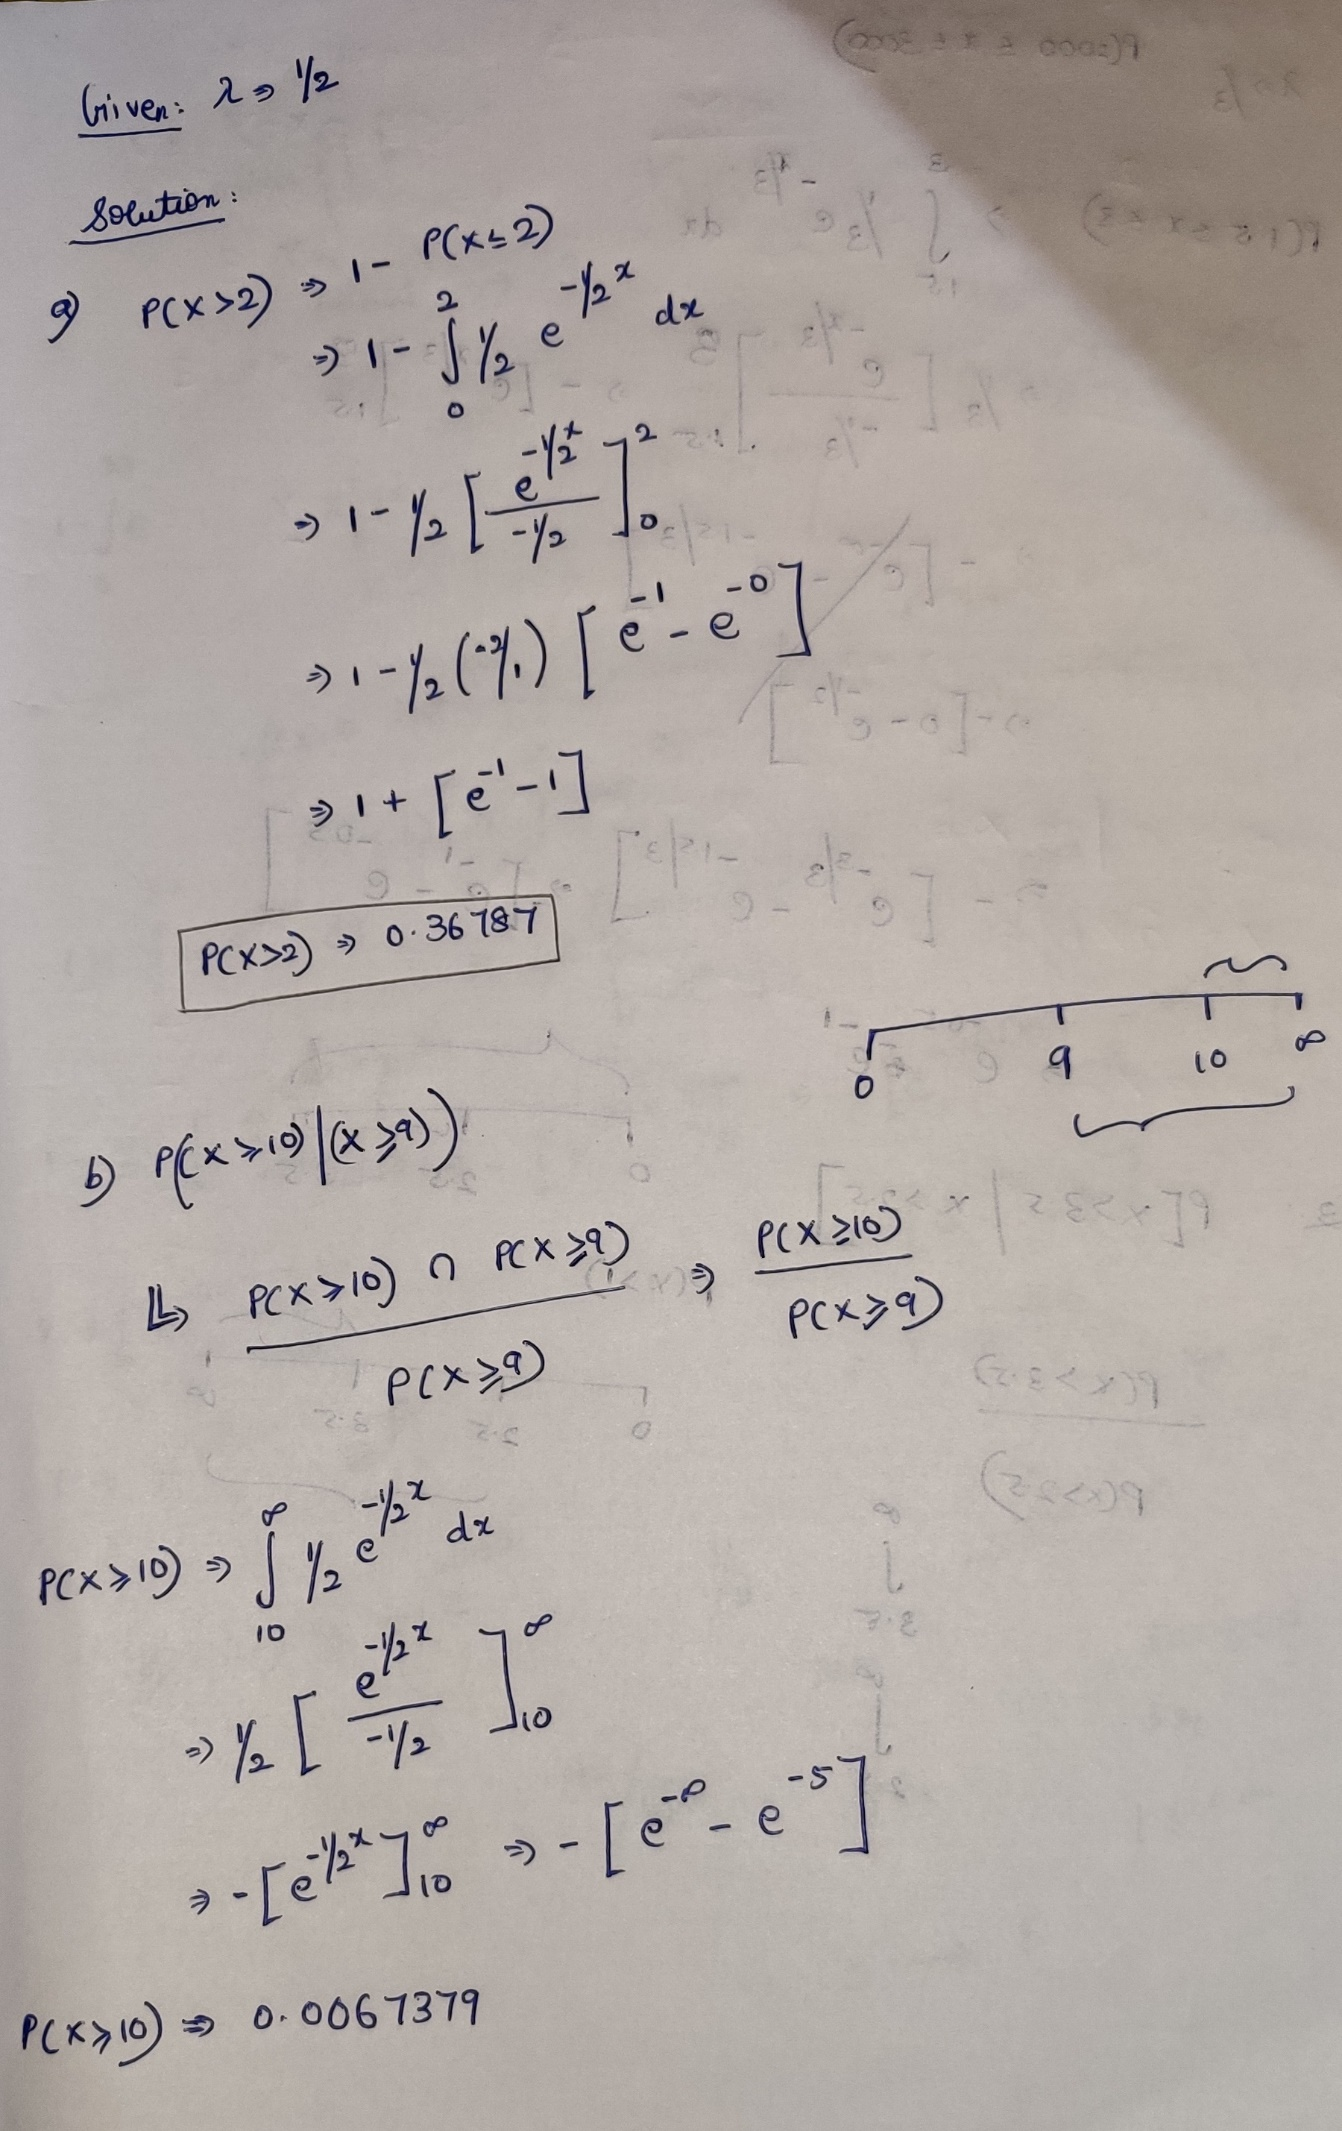 Given: λ ⇒ 1/2
Solution:
a) P(X>2) ⇒ 1 - P(X≤2)
⇒ 1 - ∫₀² 1/2 e^(-1/2 x) dx
⇒ 1 - 1/2 [ e^(-1/2 x) / -1/2 ]₀²
⇒ 1 - 1/2 (-2/1) [ e^-1 - e^-0 ]
⇒ 1 + [ e^-1 - 1 ]
P(X>2) ⇒ 0.36787
0 9 10 ∞
b) P(X⩾10) | (X⩾9))
↳ P(X⩾10) ∩ P(X⩾9) / P(X⩾9) ⇒ P(X⩾10) / P(X⩾9)
P(X⩾10) ⇒ ∫₁₀^∞ 1/2 e^(-1/2 x) dx
⇒ 1/2 [ e^(-1/2 x) / -1/2 ]₁₀^∞
⇒ - [ e^(-1/2 x) ]₁₀^∞ ⇒ - [ e^-∞ - e^-5 ]
P(X⩾10) ⇒ 0.0067379